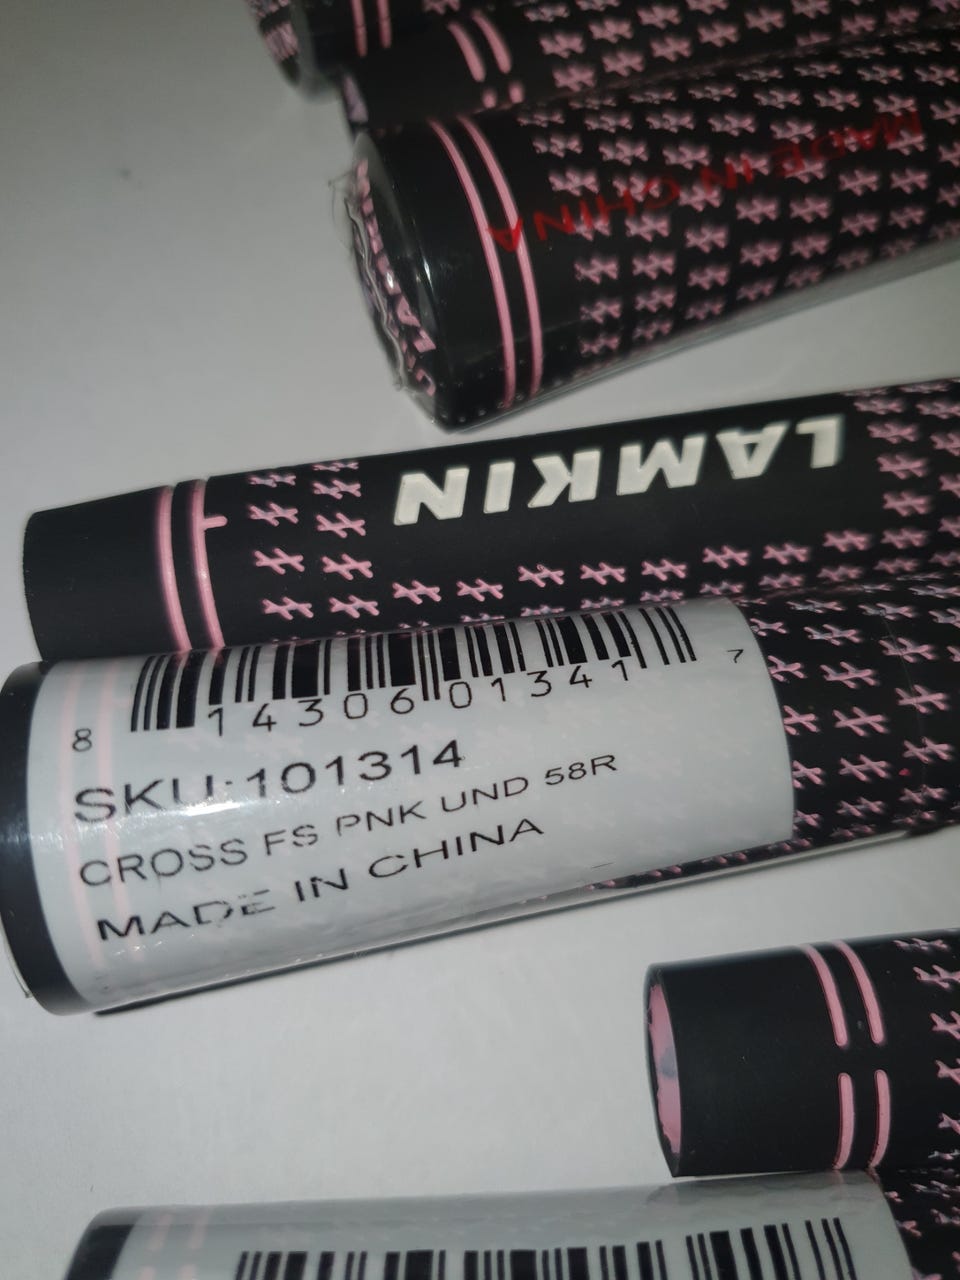 MADE IN CHINA
LAMKIN
8 14306 01341 7
SKU:101314
CROSS FS PNK UND 58R
MADE IN CHINA